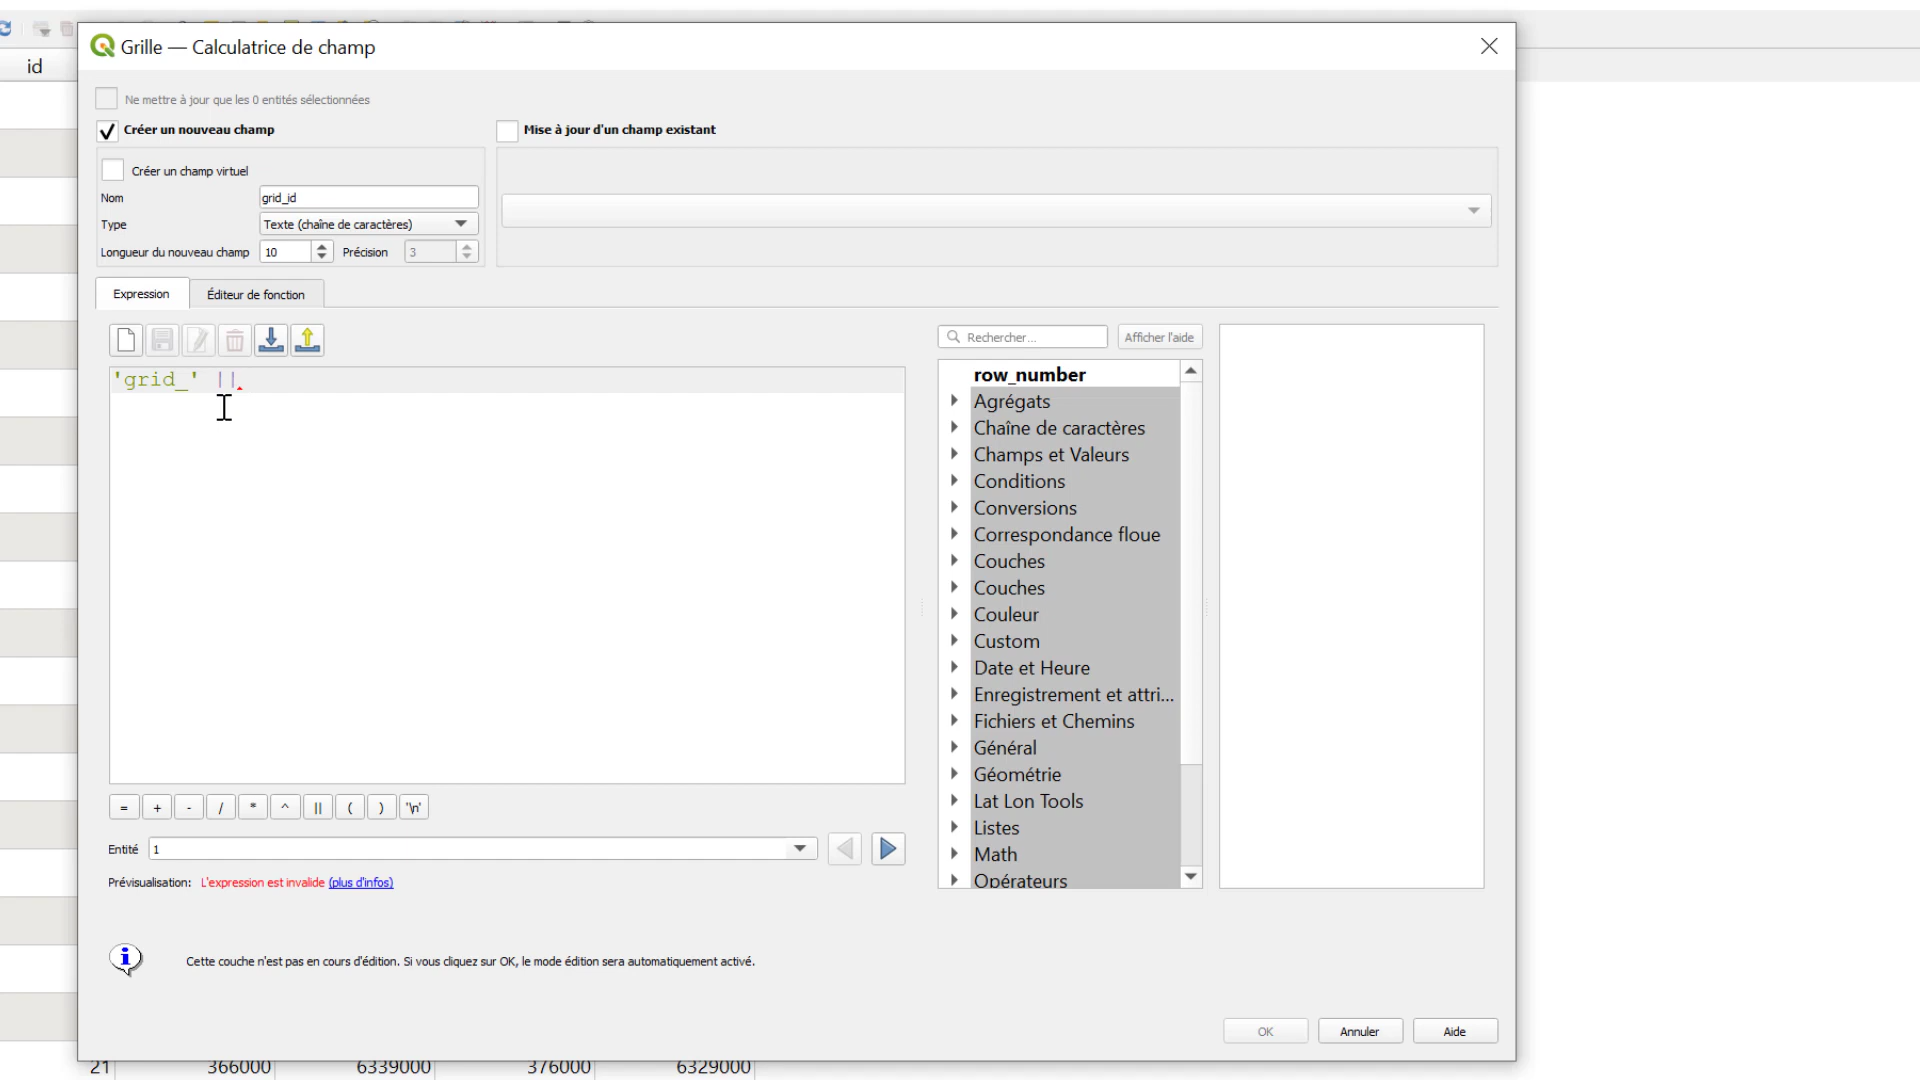 Grille — Calculatrice de champ
id
Ne mettre à jour que les 0 entités sélectionnées
Créer un nouveau champ
Mise à jour d'un champ existant
Créer un champ virtuel
Nom grid_id
Type Texte (chaîne de caractères)
Longueur du nouveau champ 10 Précision 3
Expression Éditeur de fonction
Rechercher... Afficher l'aide
'grid_' ||
row_number
Agrégats
Chaîne de caractères
Champs et Valeurs
Conditions
Conversions
Correspondance floue
Couches
Couches
Couleur
Custom
Date et Heure
Enregistrement et attri...
Fichiers et Chemins
Général
Géométrie
Lat Lon Tools
Listes
Math
Opérateurs
= + - / * ^ || ( ) '\n'
Entité 1
Prévisualisation: L'expression est invalide (plus d'infos)
Cette couche n'est pas en cours d'édition. Si vous cliquez sur OK, le mode édition sera automatiquement activé.
OK Annuler Aide
21 366000 6339000 376000 6329000